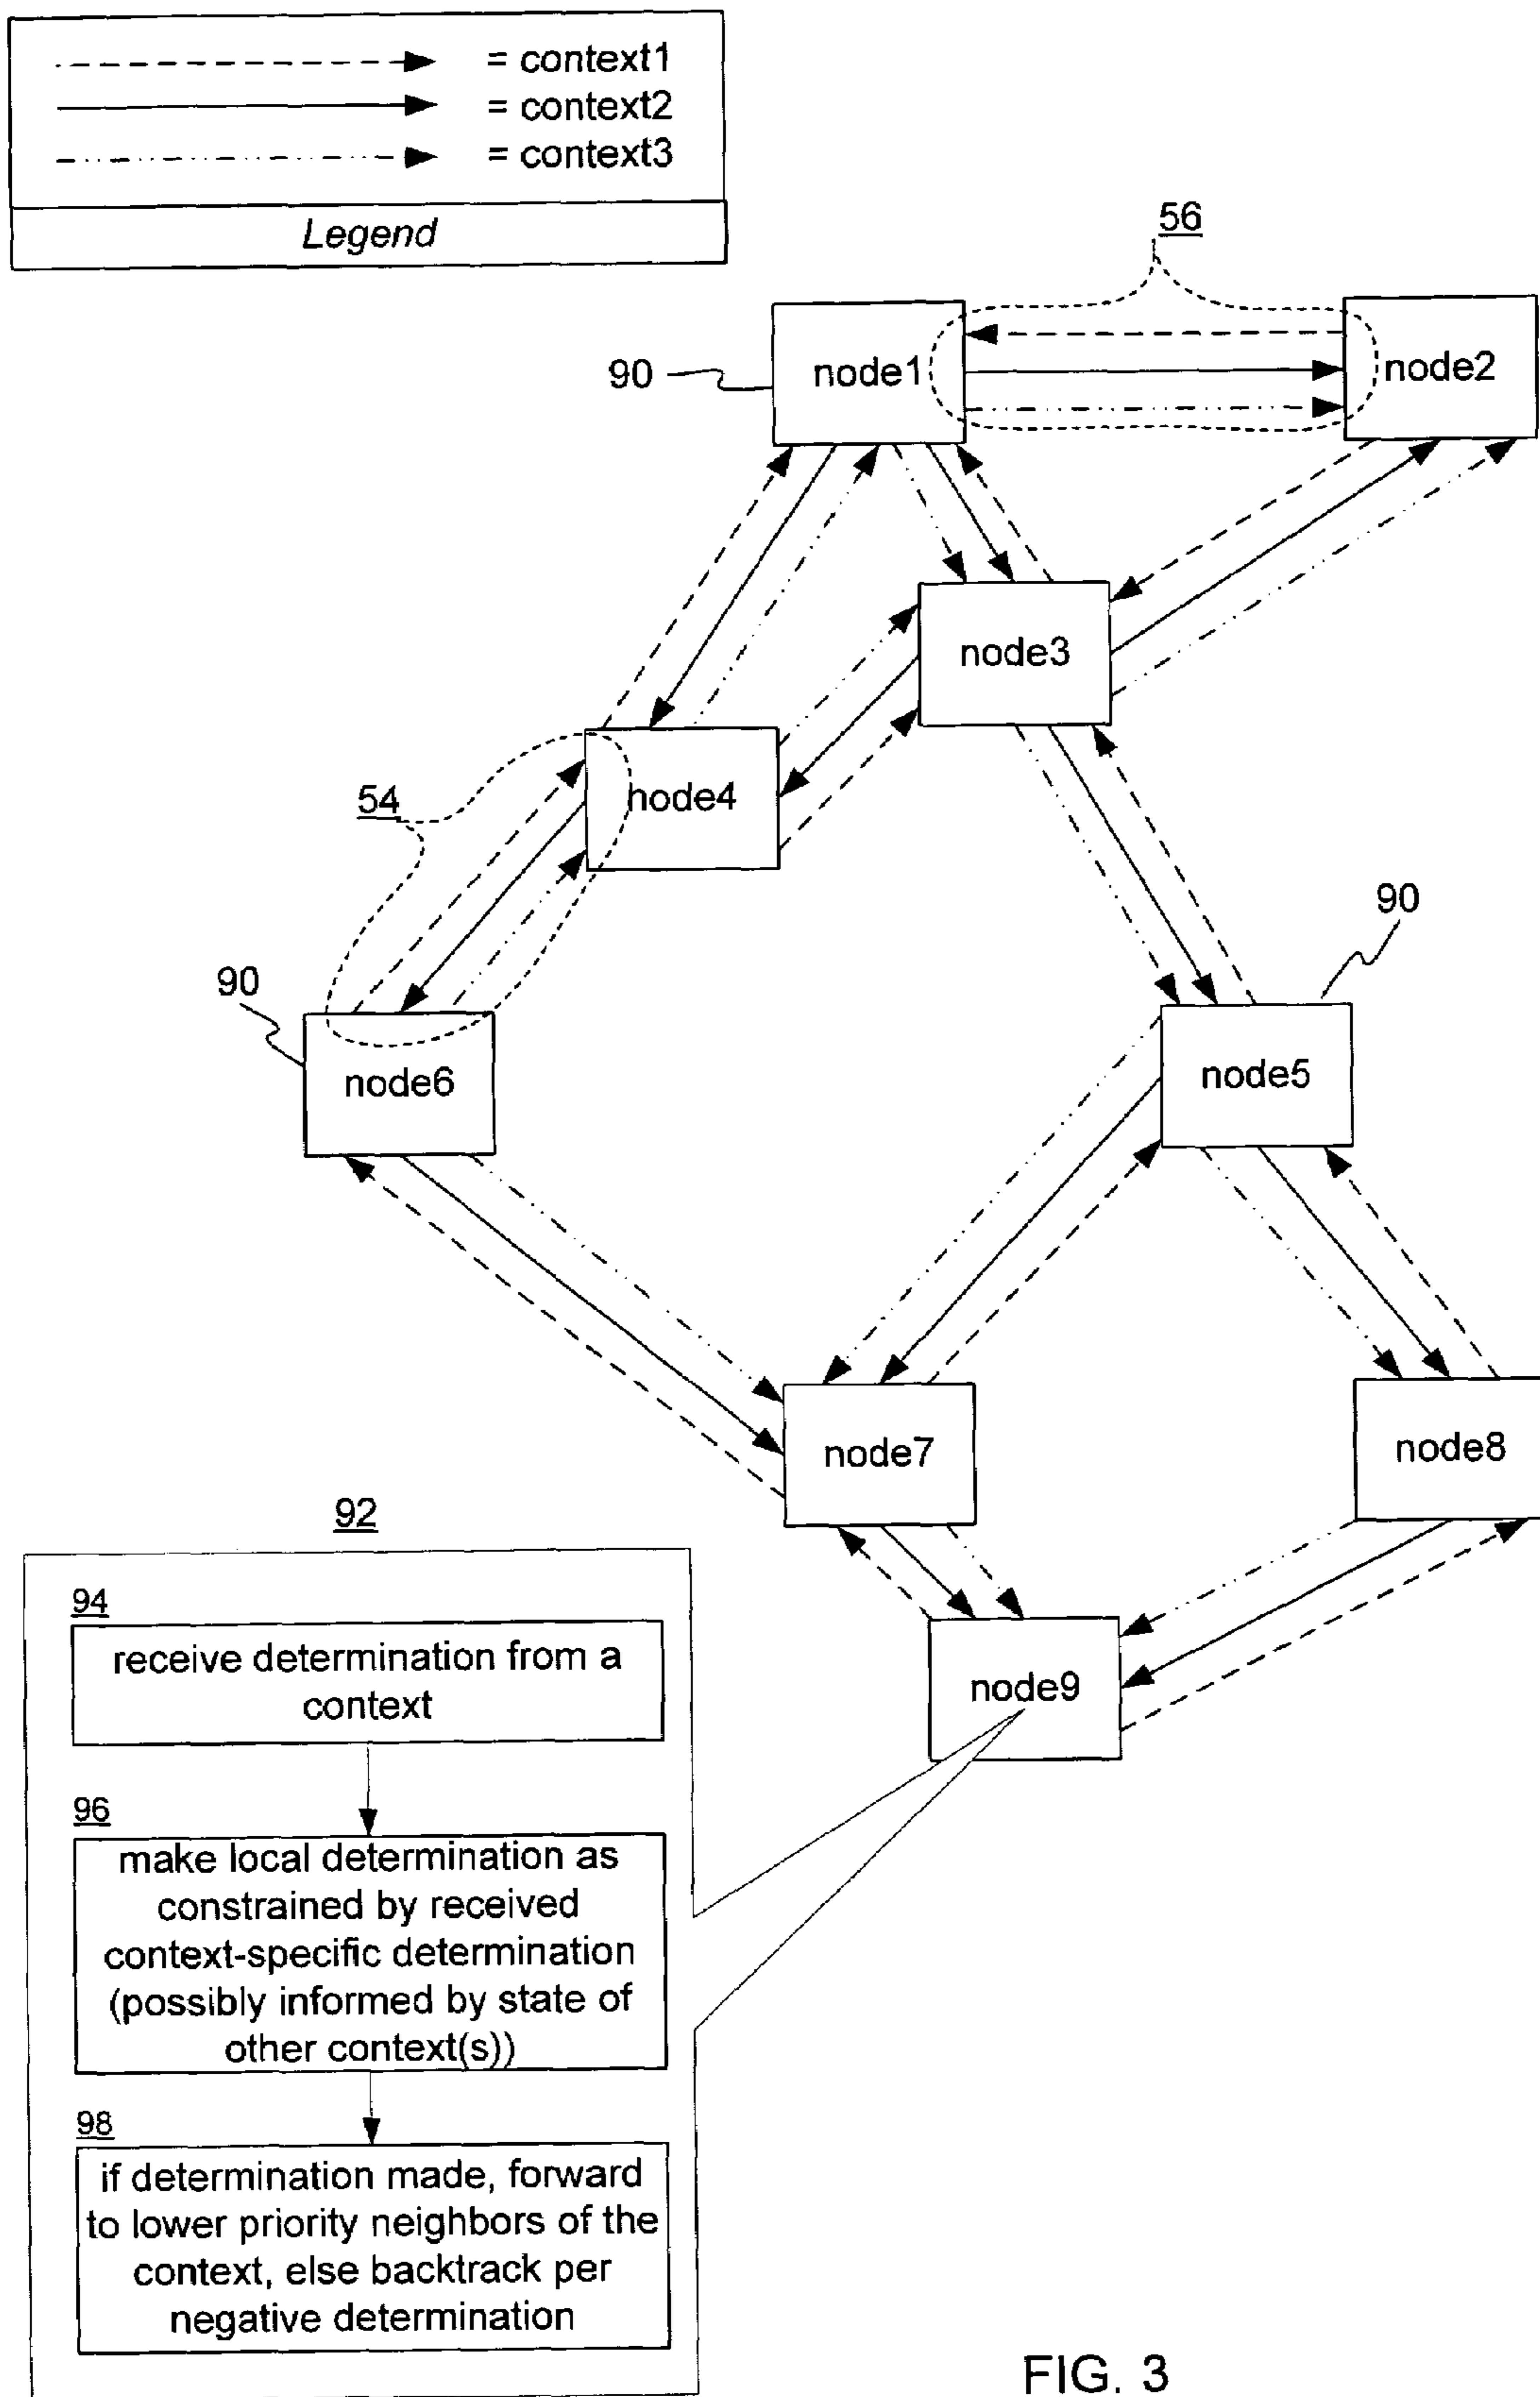 = context1
= context2
= context3
Legend
56
90
node1
node2
node3
54
node4
90
90
node6
node5
node7
node8
92
94
receive determination from a
context
node9
96
make local determination as
constrained by received
context-specific determination
(possibly informed by state of
other context(s))
98
if determination made, forward
to lower priority neighbors of the
context, else backtrack per
negative determination
FIG. 3